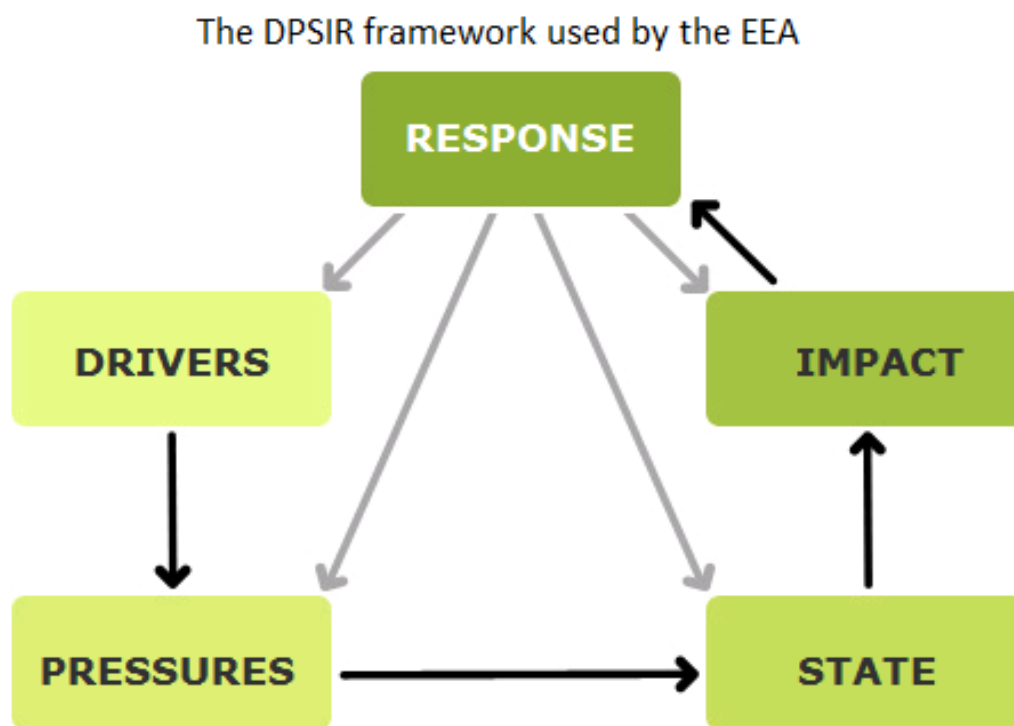 The DPSIR framework used by the EEA
RESPONSE
DRIVERS
IMPACT
PRESSURES
STATE